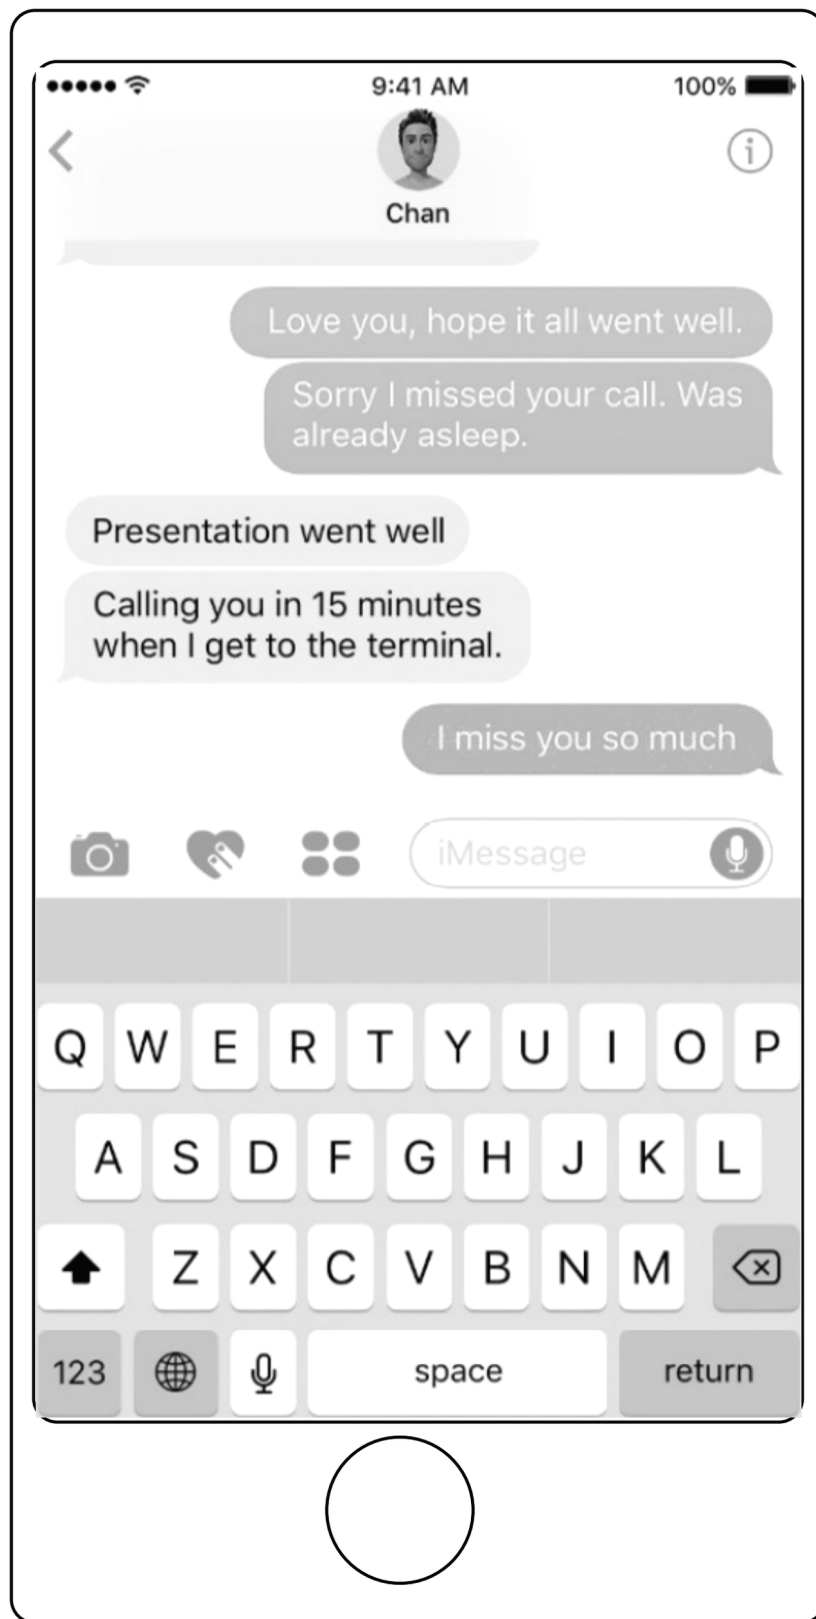 9:41 AM 100%
Chan
Love you, hope it all went well.
Sorry I missed your call. Was
already asleep.
Presentation went well
Calling you in 15 minutes
when I get to the terminal.
I miss you so much
iMessage
Q W E R T Y U I O P
A S D F G H J K L
Z X C V B N M
123 space return